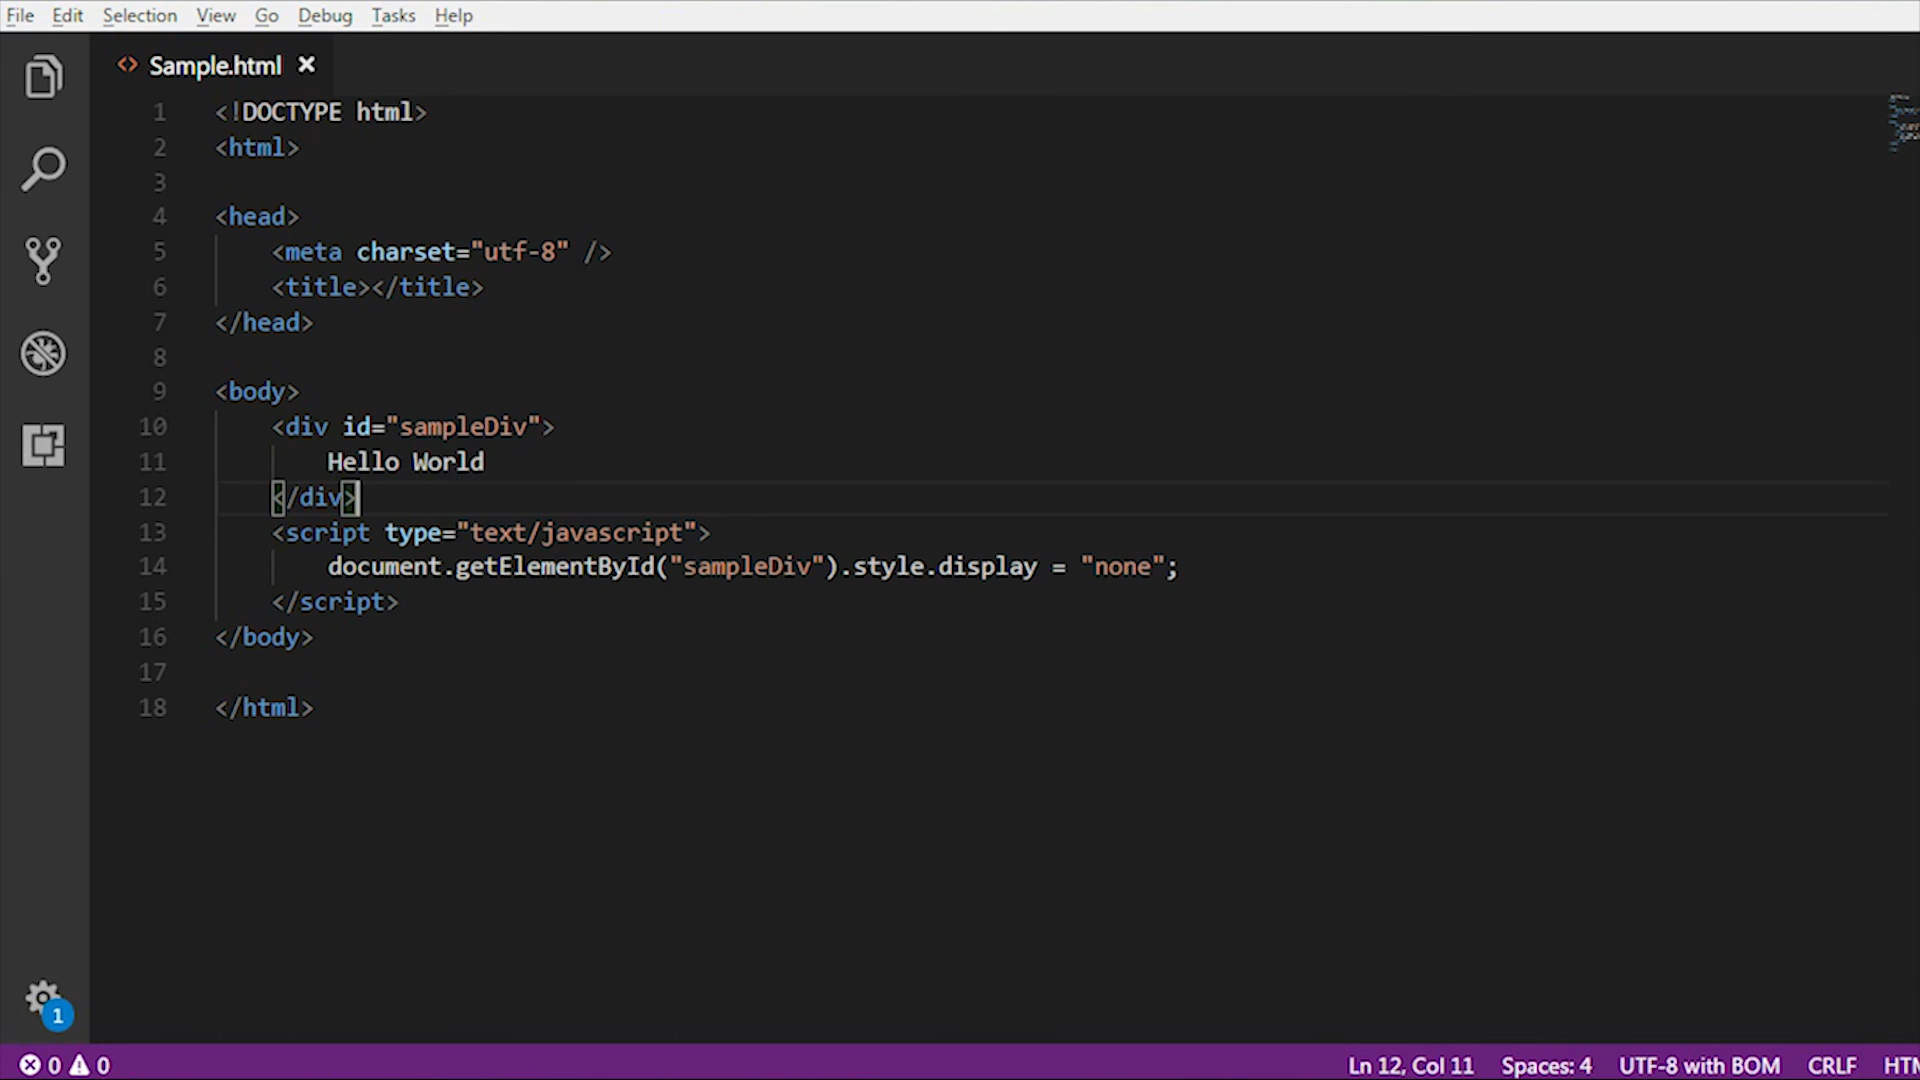 File Edit Selection View Go Debug Tasks Help
<> Sample.html ×
1 <!DOCTYPE html>
2 <html>
3
4 <head>
5     <meta charset="utf-8" />
6     <title></title>
7 </head>
8
9 <body>
10     <div id="sampleDiv">
11         Hello World
12     </div>
13     <script type="text/javascript">
14         document.getElementById("sampleDiv").style.display = "none";
15     </script>
16 </body>
17
18 </html>
1
0 0 Ln 12, Col 11 Spaces: 4 UTF-8 with BOM CRLF HTM